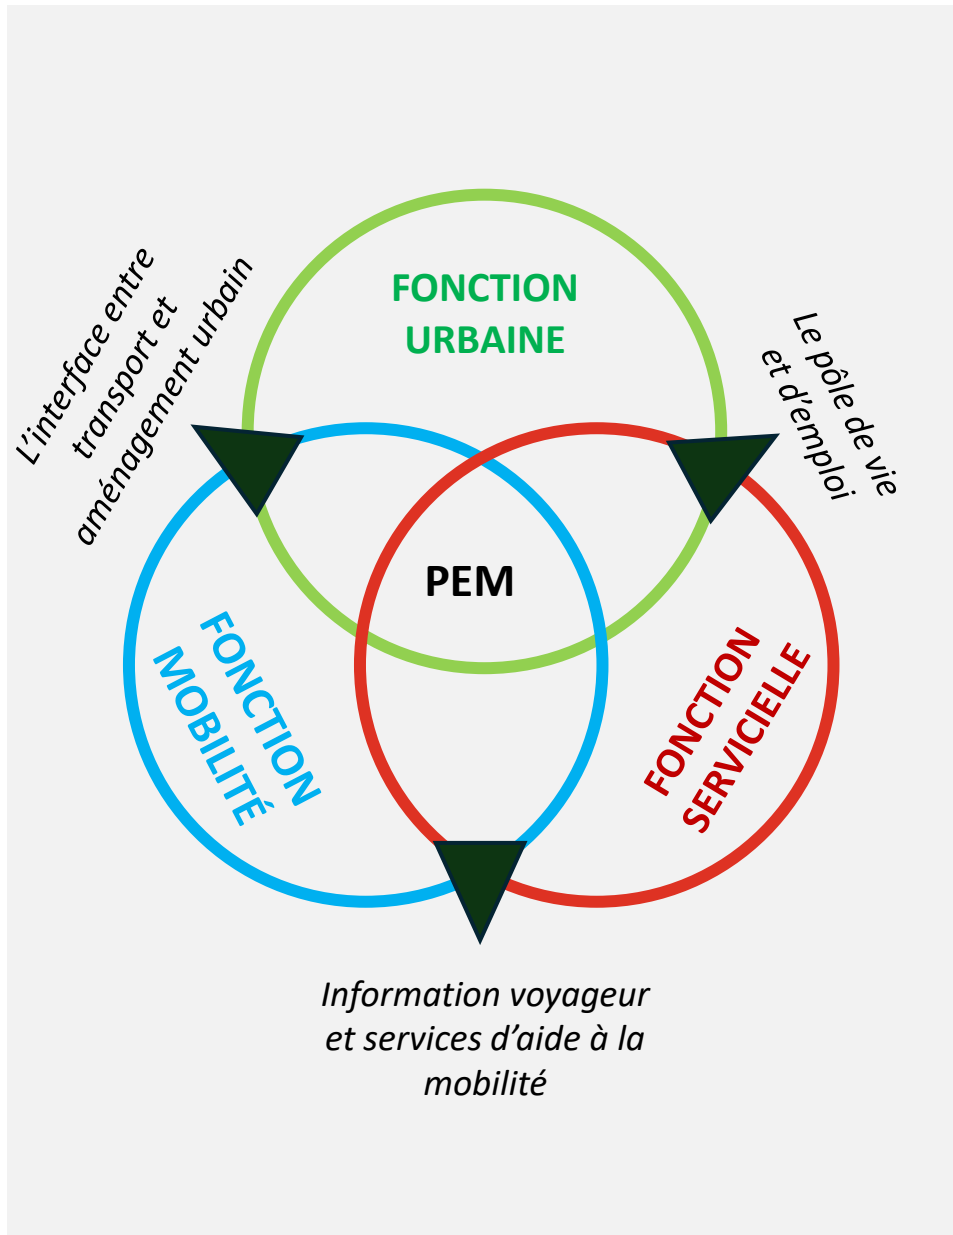 L’interface entre
transport et
aménagement urbain
FONCTION
URBAINE
Le pôle de vie
et d’emploi
PEM
FONCTION
MOBILITÉ
FONCTION
SERVICIELLE
Information voyageur
et services d’aide à la
mobilité